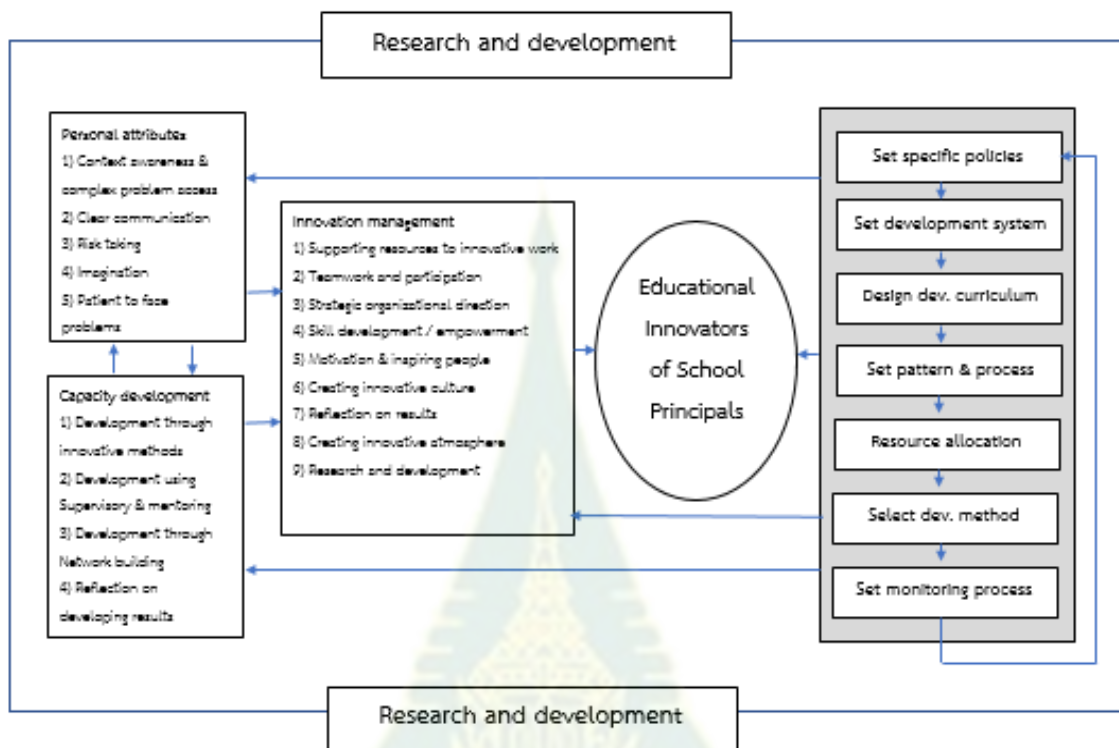 Research and development
Personal attributes
1) Context awareness &
complex problem access
2) Clear communication
3) Risk taking
4) Imagination
5) Patient to face
problems
Capacity development
1) Development through
innovative methods
2) Development using
Supervisory & mentoring
3) Development through
Network building
4) Reflection on
developing results
Innovation management
1) Supporting resources to innovative work
2) Teamwork and participation
3) Strategic organizational direction
4) Skill development / empowerment
5) Motivation & inspiring people
6) Creating innovative culture
7) Reflection on results
8) Creating innovative atmosphere
9) Research and development
Educational
Innovators
of School
Principals
Set specific policies
Set development system
Design dev. curriculum
Set pattern & process
Resource allocation
Select dev. method
Set monitoring process
Research and development